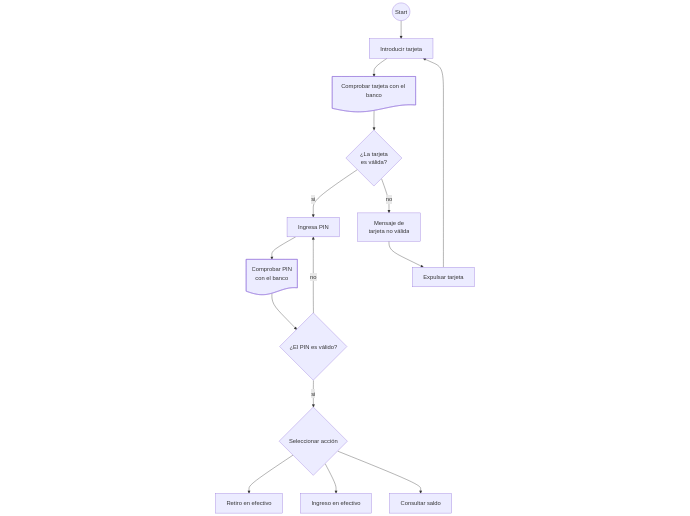 Start
Introducir tarjeta
Comprobar tarjeta con el
banco
¿La tarjeta
es válida?
si
no
Ingresa PIN
Mensaje de
tarjeta no válida
Comprobar PIN
con el banco
no
Expulsar tarjeta
¿El PIN es válido?
si
Seleccionar acción
Retiro en efectivo
Ingreso en efectivo
Consultar saldo